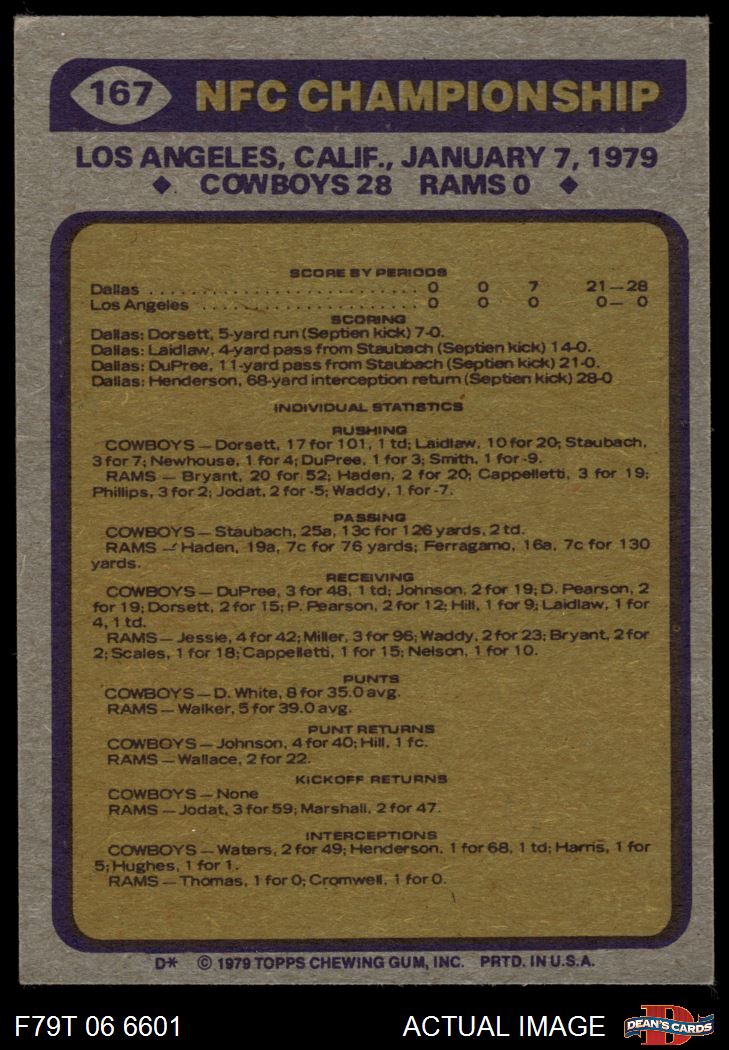 167 NFC CHAMPIONSHIP
LOS ANGELES, CALIF., JANUARY 7, 1979
◆ COWBOYS 28 RAMS 0 ◆
SCORE BY PERIODS
Dallas . . . . . . . . . . . . . . . . . . . . . . . . . . . 0 0 7 21—28
Los Angeles . . . . . . . . . . . . . . . . . . . . . 0 0 0 0— 0
SCORING
Dallas: Dorsett, 5-yard run (Septien kick) 7-0.
Dallas: Laidlaw, 4-yard pass from Staubach (Septien kick) 14-0.
Dallas: DuPree, 11-yard pass from Staubach (Septien kick) 21-0.
Dallas: Henderson, 68-yard interception return (Septien kick) 28-0
INDIVIDUAL STATISTICS
RUSHING
COWBOYS — Dorsett, 17 for 101, 1 td; Laidlaw, 10 for 20; Staubach,
3 for 7; Newhouse, 1 for 4; DuPree, 1 for 3; Smith, 1 for -9.
RAMS — Bryant, 20 for 52; Haden, 2 for 20; Cappelletti, 3 for 19;
Phillips, 3 for 2; Jodat, 2 for -5; Waddy, 1 for -7.
PASSING
COWBOYS — Staubach, 25a, 13c for 126 yards, 2 td.
RAMS — Haden, 19a, 7c for 76 yards; Ferragamo, 16a, 7c for 130
yards.
RECEIVING
COWBOYS — DuPree, 3 for 48, 1 td; Johnson, 2 for 19; D. Pearson, 2
for 19; Dorsett, 2 for 15; P. Pearson, 2 for 12; Hill, 1 for 9; Laidlaw, 1 for
4, 1 td.
RAMS — Jessie, 4 for 42; Miller, 3 for 96; Waddy, 2 for 23; Bryant, 2 for
2; Scales, 1 for 18; Cappelletti, 1 for 15; Nelson, 1 for 10.
PUNTS
COWBOYS — D. White, 8 for 35.0 avg.
RAMS — Walker, 5 for 39.0 avg.
PUNT RETURNS
COWBOYS — Johnson, 4 for 40; Hill, 1 fc.
RAMS — Wallace, 2 for 22.
KICKOFF RETURNS
COWBOYS — None
RAMS — Jodat, 3 for 59; Marshall, 2 for 47.
INTERCEPTIONS
COWBOYS — Waters, 2 for 49; Henderson, 1 for 68, 1 td; Harris, 1 for
5; Hughes, 1 for 1.
RAMS — Thomas, 1 for 0; Cromwell, 1 for 0.
D* © 1979 TOPPS CHEWING GUM, INC. PRTD. IN U.S.A.
F79T 06 6601 ACTUAL IMAGE D DEAN'S CARDS